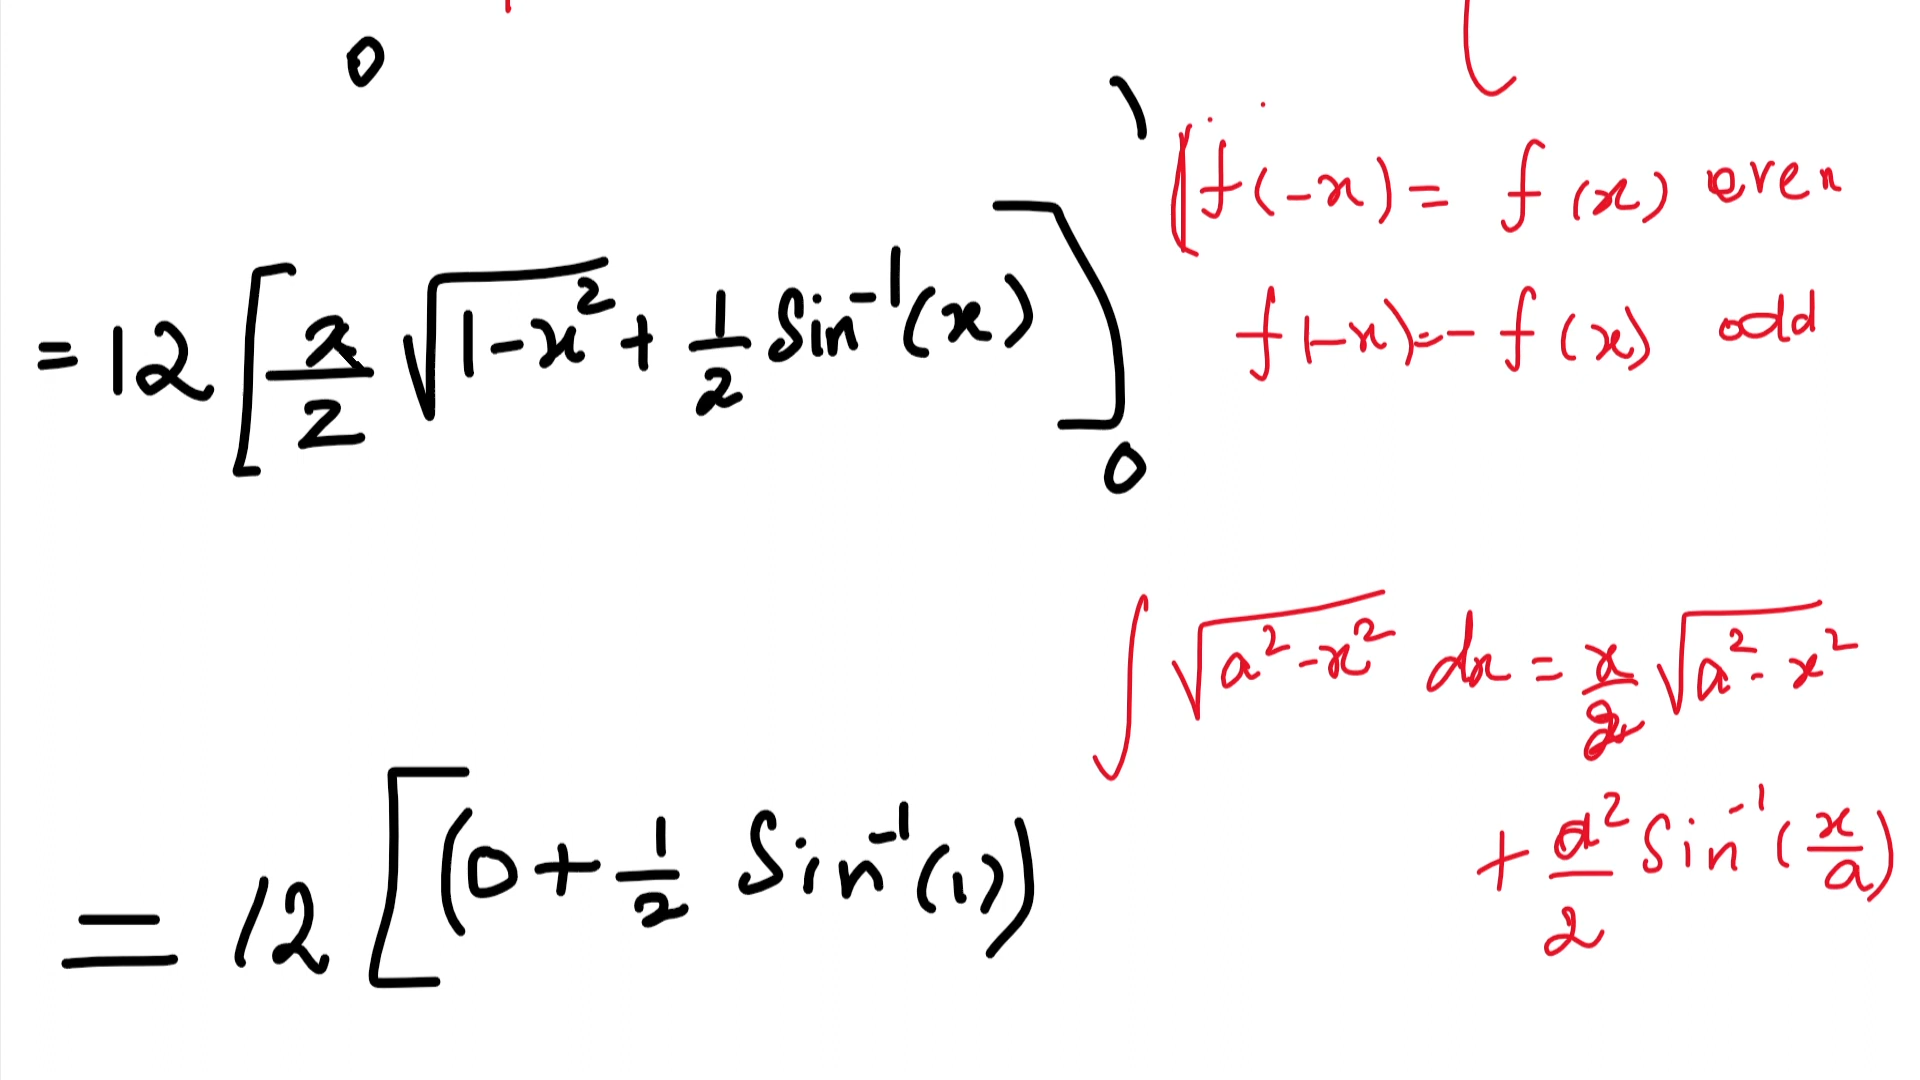 0
1
f(-x) = f(x) even
= 12 [x/2 √(1-x²) + 1/2 Sin⁻¹(x)]
0
f(-x) = -f(x) odd
∫ √(a²-x²) dx = x/2 √(a²-x²)
+ a²/2 Sin⁻¹(x/a)
= 12 [(0 + 1/2 Sin⁻¹(1))